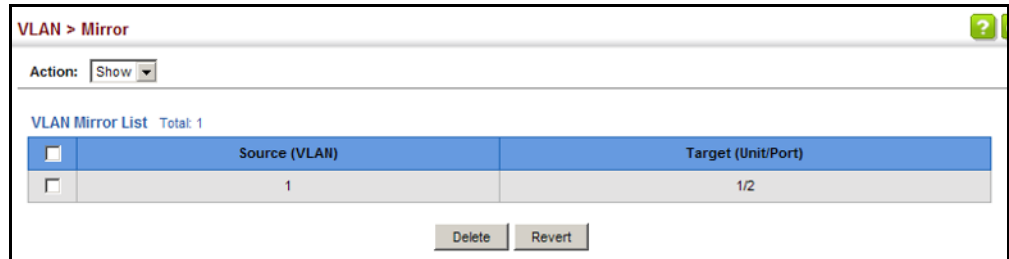 VLAN > Mirror
?
Action: Show
VLAN Mirror List Total: 1
Source (VLAN) Target (Unit/Port)
1 1/2
Delete Revert